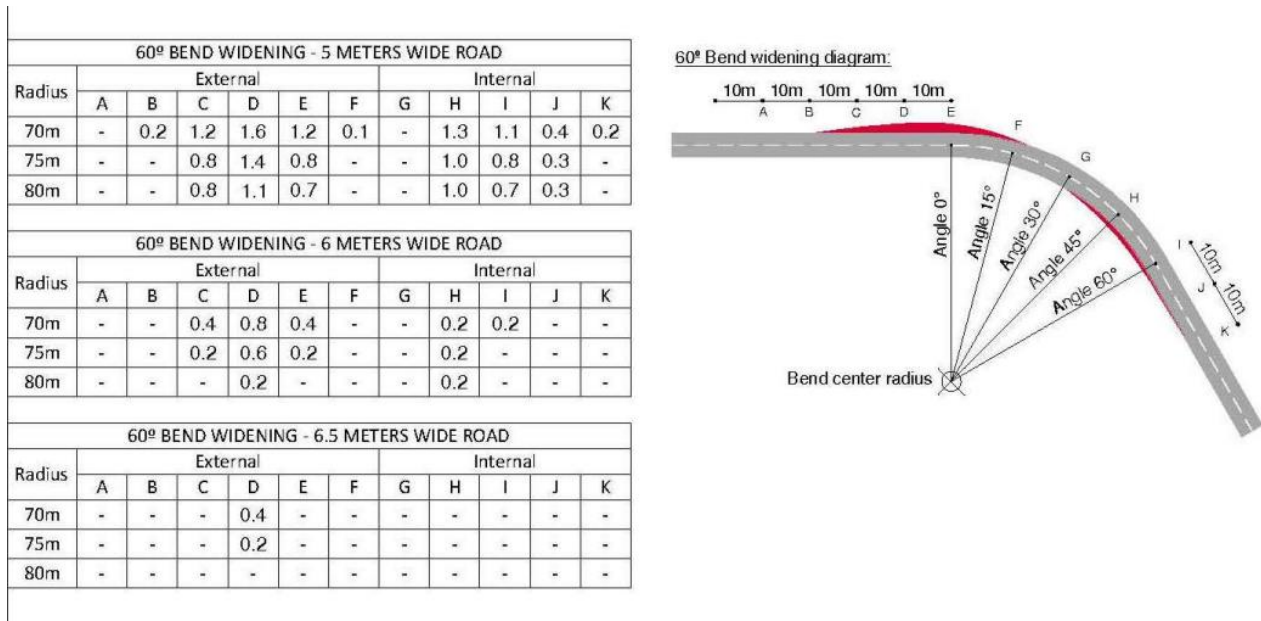 60º BEND WIDENING - 5 METERS WIDE ROAD
Radius External Internal
A B C D E F G H I J K
70m - 0.2 1.2 1.6 1.2 0.1 - 1.3 1.1 0.4 0.2
75m - - 0.8 1.4 0.8 - - 1.0 0.8 0.3 -
80m - - 0.8 1.1 0.7 - - 1.0 0.7 0.3 -
60º BEND WIDENING - 6 METERS WIDE ROAD
Radius External Internal
A B C D E F G H I J K
70m - - 0.4 0.8 0.4 - - 0.2 0.2 - -
75m - - 0.2 0.6 0.2 - - 0.2 - - -
80m - - - 0.2 - - - 0.2 - - -
60º BEND WIDENING - 6.5 METERS WIDE ROAD
Radius External Internal
A B C D E F G H I J K
70m - - - 0.4 - - - - - - -
75m - - - 0.2 - - - - - - -
80m - - - - - - - - - - -
60º Bend widening diagram:
10m 10m 10m 10m 10m
A B C D E
F
G
H
I
10m
J
10m
K
Angle 0°
Angle 15°
Angle 30°
Angle 45°
Angle 60°
Bend center radius